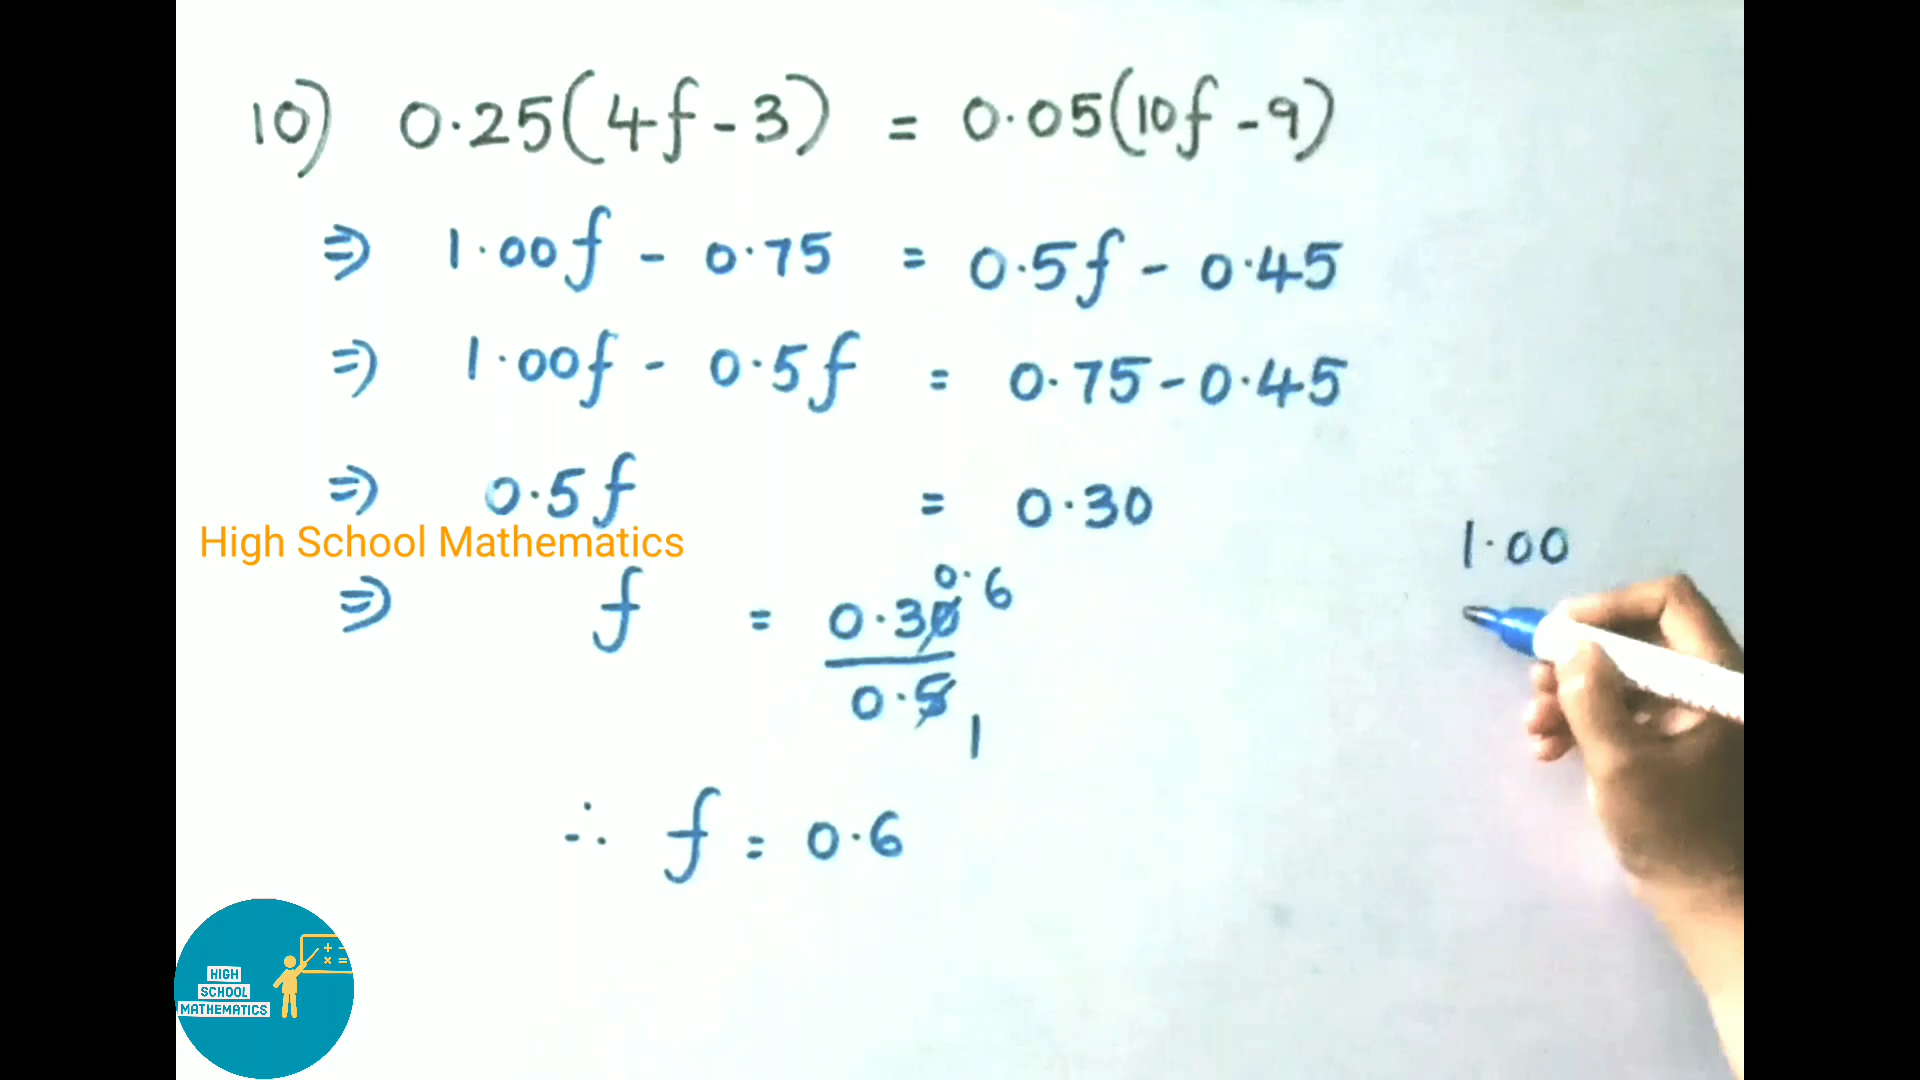 10) 0.25(4f - 3) = 0.05(10f - 9)
⇒ 1.00f - 0.75 = 0.5f - 0.45
⇒ 1.00f - 0.5f = 0.75 - 0.45
⇒ 0.5f = 0.30
High School Mathematics
1.00
0.6
⇒ f = 0.30 / 0.5
1
∴ f = 0.6
HIGH
SCHOOL
MATHEMATICS
+ -
× =